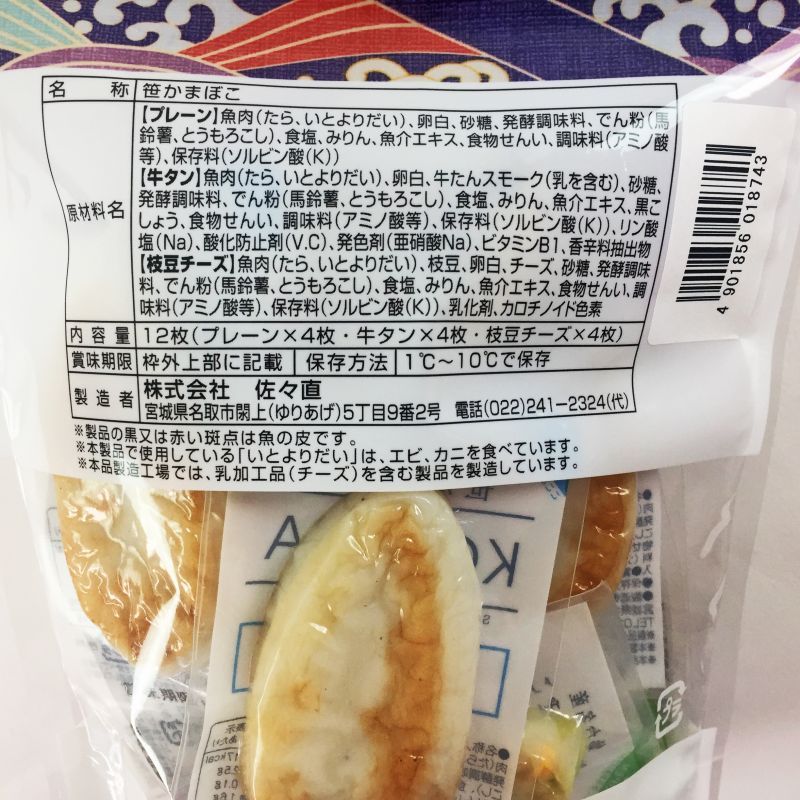 名 称 笹かまぼこ
原材料名
【プレーン】魚肉(たら、いとよりだい)、卵白、砂糖、発酵調味料、でん粉(馬
鈴薯、とうもろこし)、食塩、みりん、魚介エキス、食物せんい、調味料(アミノ酸
等)、保存料(ソルビン酸(K))
【牛タン】魚肉(たら、いとよりだい)、卵白、牛たんスモーク(乳を含む)、砂糖、
発酵調味料、でん粉(馬鈴薯、とうもろこし)、食塩、みりん、魚介エキス、黒こ
しょう、食物せんい、調味料(アミノ酸等)、保存料(ソルビン酸(K))、リン酸
塩(Na)、酸化防止剤(V.C)、発色剤(亜硝酸Na)、ビタミンB1、香辛料抽出物
【枝豆チーズ】魚肉(たら、いとよりだい)、枝豆、卵白、チーズ、砂糖、発酵調味
料、でん粉(馬鈴薯、とうもろこし)、食塩、みりん、魚介エキス、食物せんい、調
味料(アミノ酸等)、保存料(ソルビン酸(K))、乳化剤、カロチノイド色素
内容量 12枚(プレーン×4枚・牛タン×4枚・枝豆チーズ×4枚)
賞味期限 枠外上部に記載 保存方法 1℃〜10℃で保存
製造者 株式会社 佐々直
宮城県名取市閖上(ゆりあげ)5丁目9番2号 電話(022)241-2324(代)
※製品の黒又は赤い斑点は魚の皮です。
※本製品で使用している「いとよりだい」は、エビ、カニを食べています。
※本品製造工場では、乳加工品(チーズ)を含む製品を製造しています。
4 901856 018743